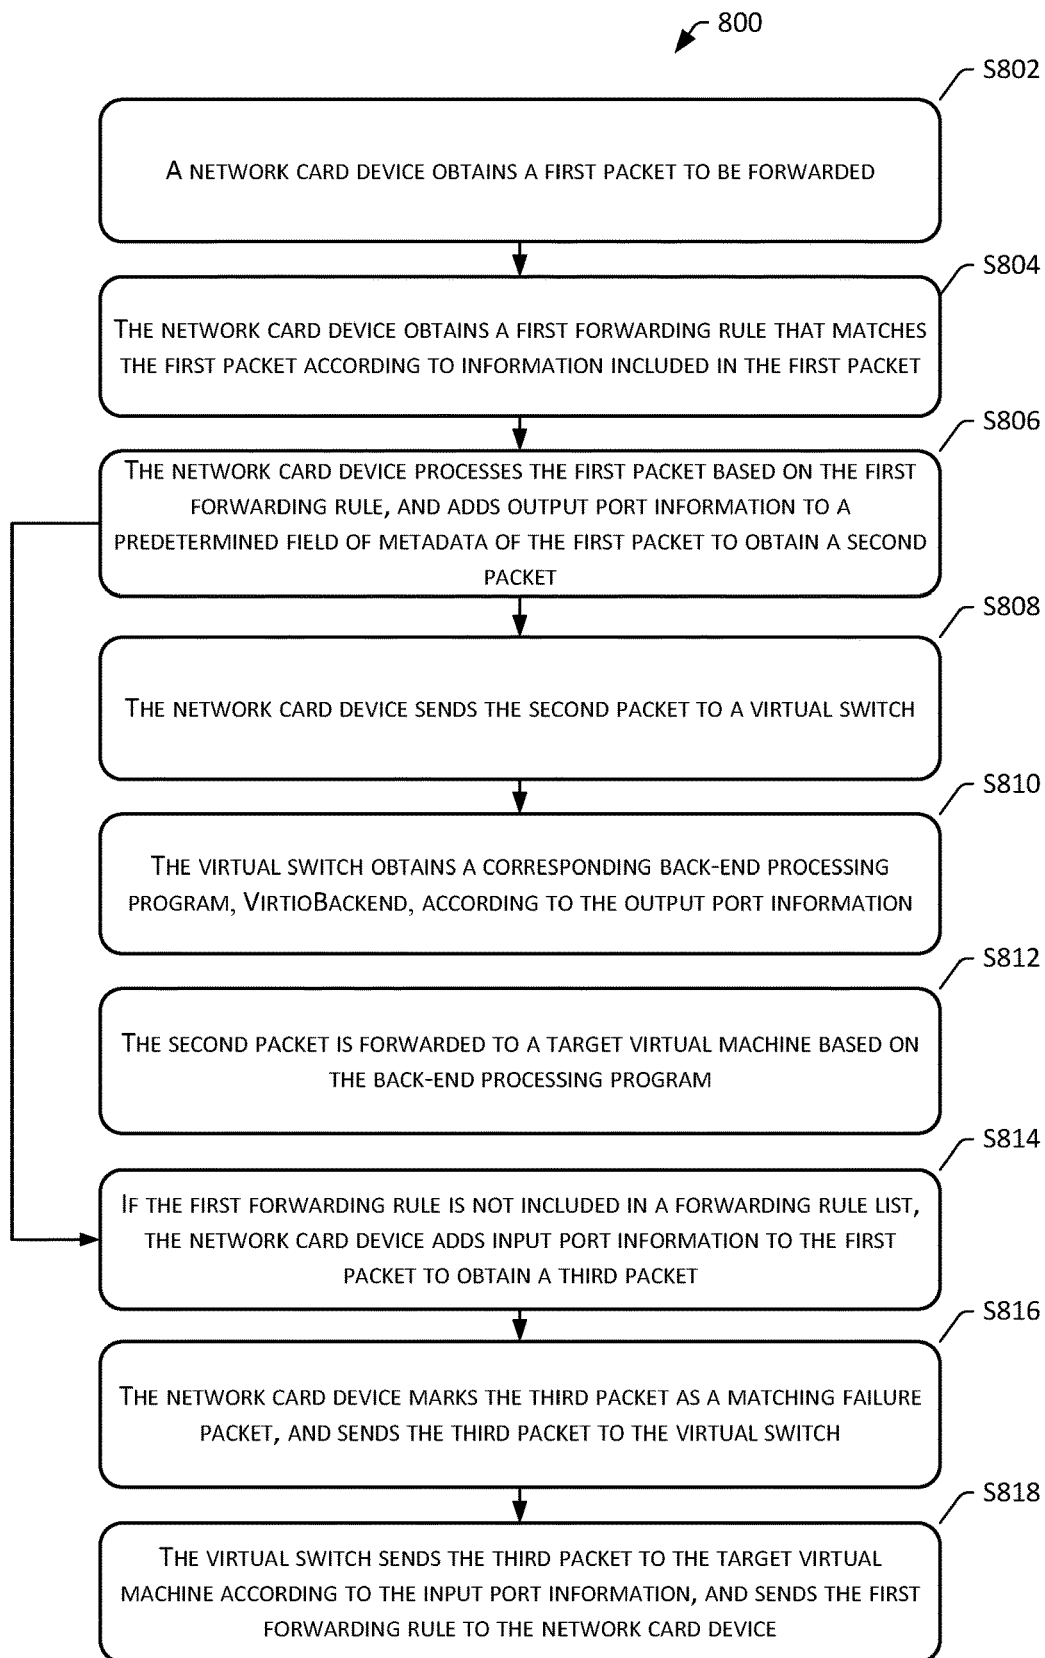 800
S802
A NETWORK CARD DEVICE OBTAINS A FIRST PACKET TO BE FORWARDED
S804
THE NETWORK CARD DEVICE OBTAINS A FIRST FORWARDING RULE THAT MATCHES
THE FIRST PACKET ACCORDING TO INFORMATION INCLUDED IN THE FIRST PACKET
S806
THE NETWORK CARD DEVICE PROCESSES THE FIRST PACKET BASED ON THE FIRST
FORWARDING RULE, AND ADDS OUTPUT PORT INFORMATION TO A
PREDETERMINED FIELD OF METADATA OF THE FIRST PACKET TO OBTAIN A SECOND
PACKET
S808
THE NETWORK CARD DEVICE SENDS THE SECOND PACKET TO A VIRTUAL SWITCH
S810
THE VIRTUAL SWITCH OBTAINS A CORRESPONDING BACK-END PROCESSING
PROGRAM, VIRTIOBACKEND, ACCORDING TO THE OUTPUT PORT INFORMATION
S812
THE SECOND PACKET IS FORWARDED TO A TARGET VIRTUAL MACHINE BASED ON
THE BACK-END PROCESSING PROGRAM
S814
IF THE FIRST FORWARDING RULE IS NOT INCLUDED IN A FORWARDING RULE LIST,
THE NETWORK CARD DEVICE ADDS INPUT PORT INFORMATION TO THE FIRST
PACKET TO OBTAIN A THIRD PACKET
S816
THE NETWORK CARD DEVICE MARKS THE THIRD PACKET AS A MATCHING FAILURE
PACKET, AND SENDS THE THIRD PACKET TO THE VIRTUAL SWITCH
S818
THE VIRTUAL SWITCH SENDS THE THIRD PACKET TO THE TARGET VIRTUAL
MACHINE ACCORDING TO THE INPUT PORT INFORMATION, AND SENDS THE FIRST
FORWARDING RULE TO THE NETWORK CARD DEVICE